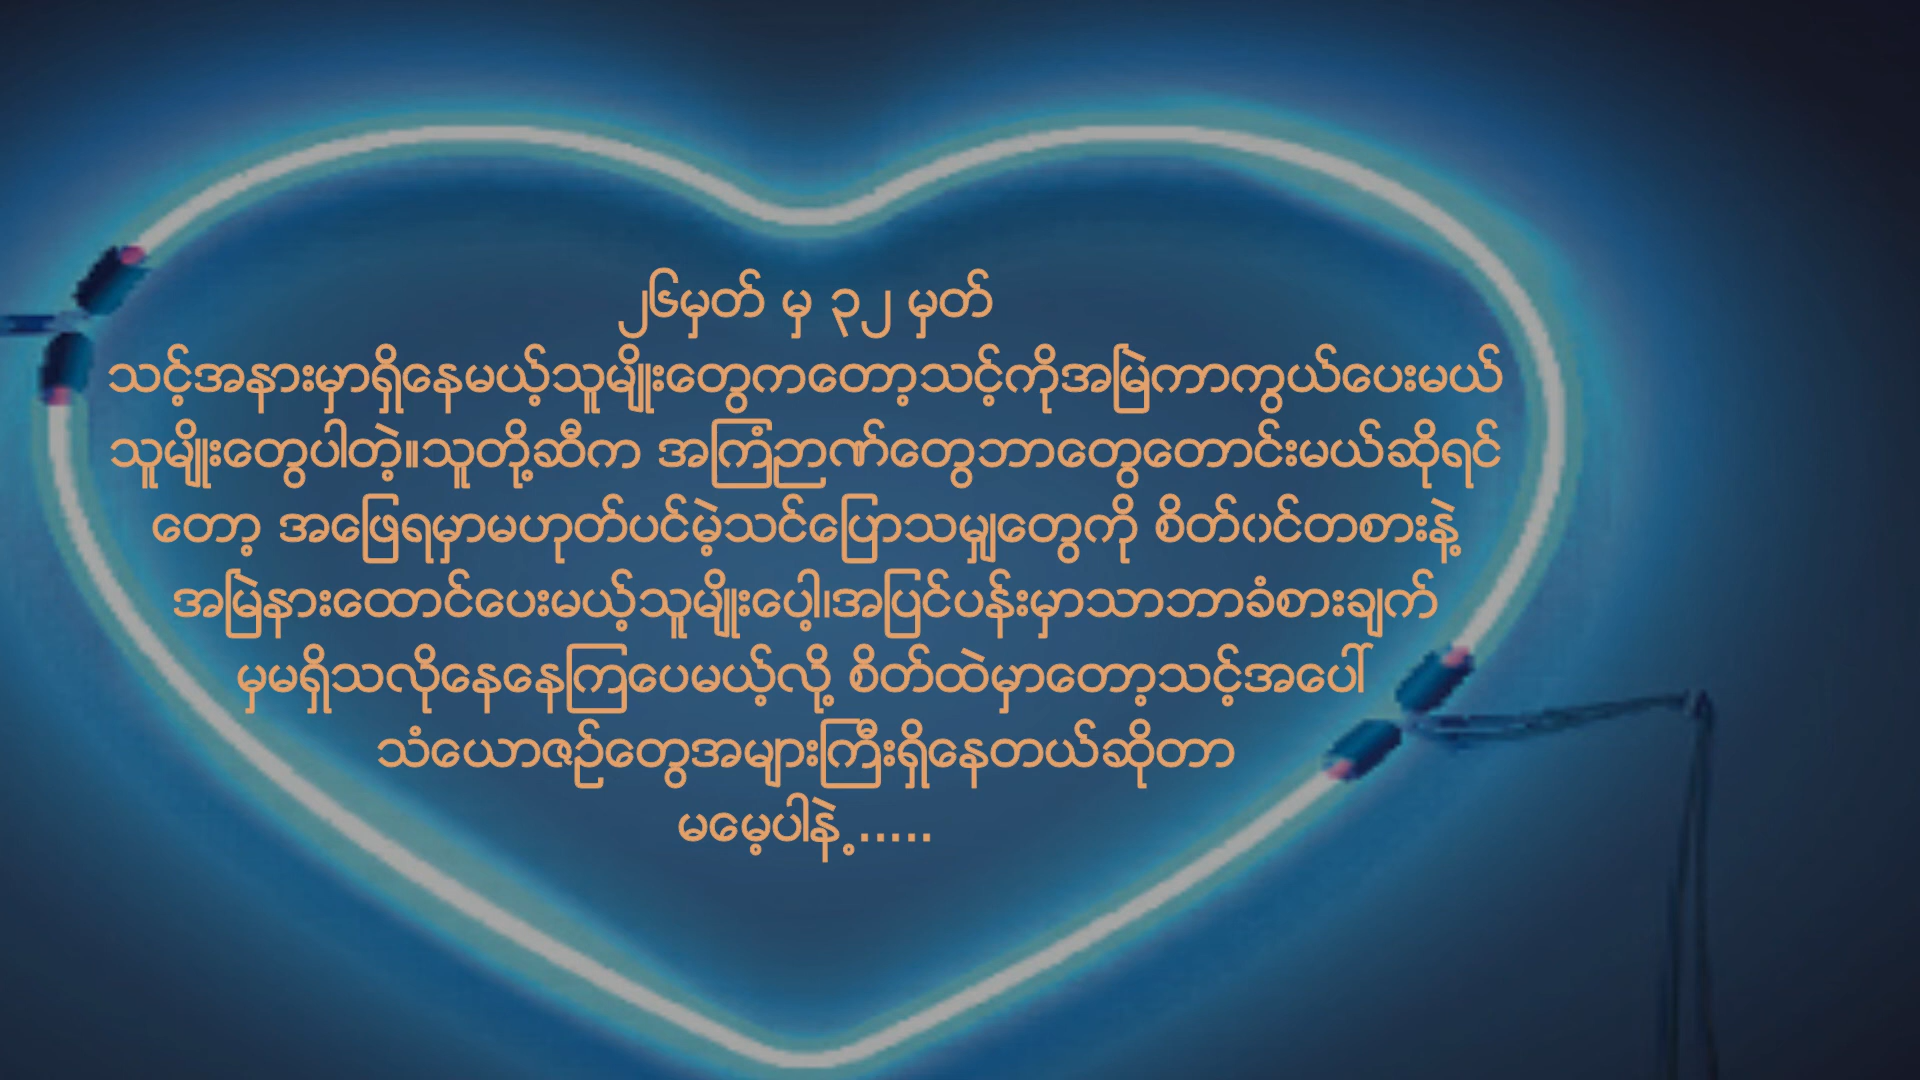 ၂၆မှတ် မှ ၃၂ မှတ်
သင့်အနားမှာရှိနေမယ့်သူမျိုးတွေကတော့သင့်ကိုအမြဲကာကွယ်ပေးမယ်
သူမျိုးတွေပါတဲ့။သူတို့ဆီက အကြံဉာဏ်တွေဘာတွေတောင်းမယ်ဆိုရင်
တော့ အဖြေရမှာမဟုတ်ပင်မဲ့သင်ပြောသမျှတွေကို စိတ်ဝင်တစားနဲ့
အမြဲနားထောင်ပေးမယ့်သူမျိုးပေါ့၊အပြင်ပန်းမှာသာဘာခံစားချက်
မှမရှိသလိုနေနေကြပေမယ့်လို့ စိတ်ထဲမှာတော့သင့်အပေါ်
သံယောဇဉ်တွေအများကြီးရှိနေတယ်ဆိုတာ
မမေ့ပါနဲ့.....